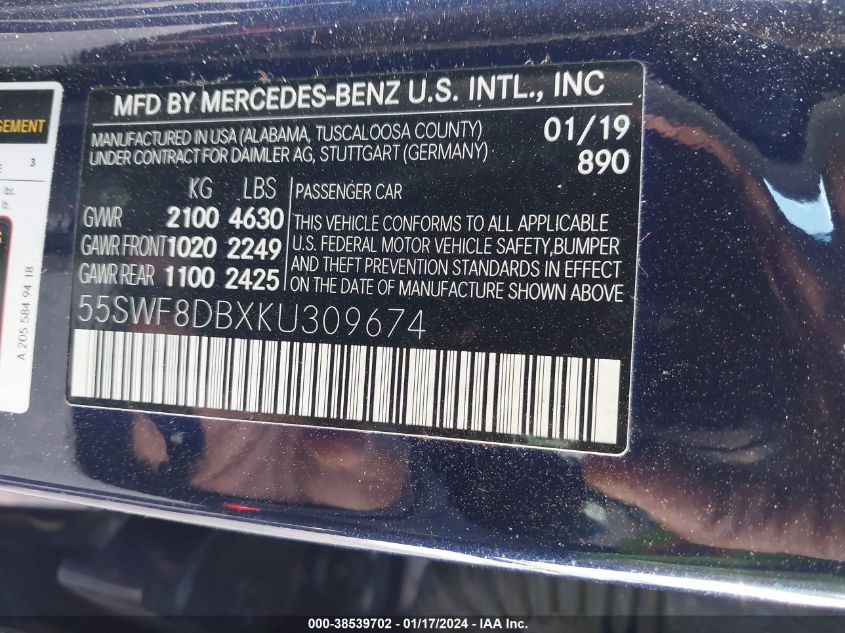 MFD BY MERCEDES-BENZ U.S. INTL., INC
MANUFACTURED IN USA (ALABAMA, TUSCALOOSA COUNTY)
UNDER CONTRACT FOR DAIMLER AG, STUTTGART (GERMANY)
01/19
890
KG LBS
GVWR 2100 4630
GAWR FRONT 1020 2249
GAWR REAR 1100 2425
PASSENGER CAR
THIS VEHICLE CONFORMS TO ALL APPLICABLE
U.S. FEDERAL MOTOR VEHICLE SAFETY,BUMPER
AND THEFT PREVENTION STANDARDS IN EFFECT
ON THE DATE OF MANUFACTURE SHOWN ABOVE
55SWF8DBXKU309674
3
lbs.
lb.
A 205 584 94 18
000-38539702 - 01/17/2024 - IAA Inc.